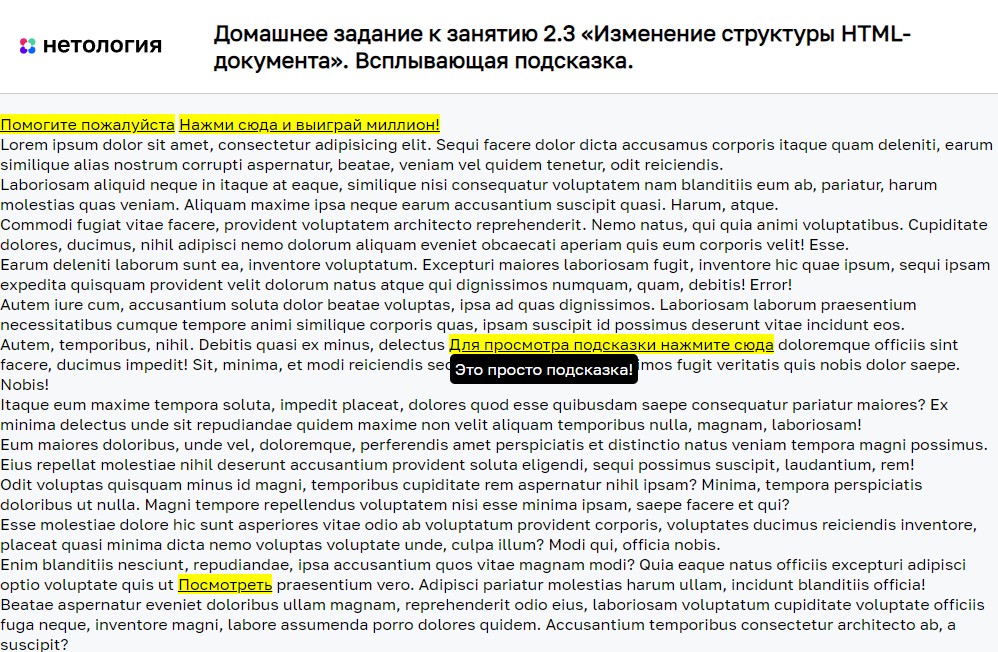 нетология
Домашнее задание к занятию 2.3 «Изменение структуры HTML-
документа». Всплывающая подсказка.
Помогите пожалуйста Нажми сюда и выиграй миллион!
Lorem ipsum dolor sit amet, consectetur adipisicing elit. Sequi facere dolor dicta accusamus corporis itaque quam deleniti, earum
similique alias nostrum corrupti aspernatur, beatae, veniam vel quidem tenetur, odit reiciendis.
Laboriosam aliquid neque in itaque at eaque, similique nisi consequatur voluptatem nam blanditiis eum ab, pariatur, harum
molestias quas veniam. Aliquam maxime ipsa neque earum accusantium suscipit quasi. Harum, atque.
Commodi fugiat vitae facere, provident voluptatem architecto reprehenderit. Nemo natus, qui quia animi voluptatibus. Cupiditate
dolores, ducimus, nihil adipisci nemo dolorum aliquam eveniet obcaecati aperiam quis eum corporis velit! Esse.
Earum deleniti laborum sunt ea, inventore voluptatum. Excepturi maiores laboriosam fugit, inventore hic quae ipsum, sequi ipsam
expedita quisquam provident velit dolorum natus atque qui dignissimos numquam, quam, debitis! Error!
Autem iure cum, accusantium soluta dolor beatae voluptas, ipsa ad quas dignissimos. Laboriosam laborum praesentium
necessitatibus cumque tempore animi similique corporis quas, ipsam suscipit id possimus deserunt vitae incidunt eos.
Autem, temporibus, nihil. Debitis quasi ex minus, delectus Для просмотра подсказки нажмите сюда doloremque officiis sint
facere, ducimus impedit! Sit, minima, et modi reiciendis Это просто подсказка! fugit veritatis quis nobis dolor saepe.
Nobis!
Itaque eum maxime tempora soluta, impedit placeat, dolores quod esse quibusdam saepe consequatur pariatur maiores? Ex
minima delectus unde sit repudiandae quidem maxime non velit aliquam temporibus nulla, magnam, laboriosam!
Eum maiores doloribus, unde vel, doloremque, perferendis amet perspiciatis et distinctio natus veniam tempora magni possimus.
Eius repellat molestiae nihil deserunt accusantium provident soluta eligendi, sequi possimus suscipit, laudantium, rem!
Odit voluptas quisquam minus id magni, temporibus cupiditate rem aspernatur nihil ipsam? Minima, tempora perspiciatis
doloribus ut nulla. Magni tempore repellendus voluptatem nisi esse minima ipsam, saepe facere et qui?
Esse molestiae dolore hic sunt asperiores vitae odio ab voluptatum provident corporis, voluptates ducimus reiciendis inventore,
placeat quasi minima dicta nemo voluptas voluptate unde, culpa illum? Modi qui, officia nobis.
Enim blanditiis nesciunt, repudiandae, ipsa accusantium quos vitae magnam modi? Quia eaque natus officiis excepturi adipisci
optio voluptate quis ut Посмотреть praesentium vero. Adipisci pariatur molestias harum ullam, incidunt blanditiis officia!
Beatae aspernatur eveniet doloribus ullam magnam, reprehenderit odio eius, laboriosam voluptatum cupiditate voluptate officiis
fuga neque, inventore magni, labore assumenda porro dolores quidem. Accusantium temporibus consectetur architecto ab, a
suscipit?